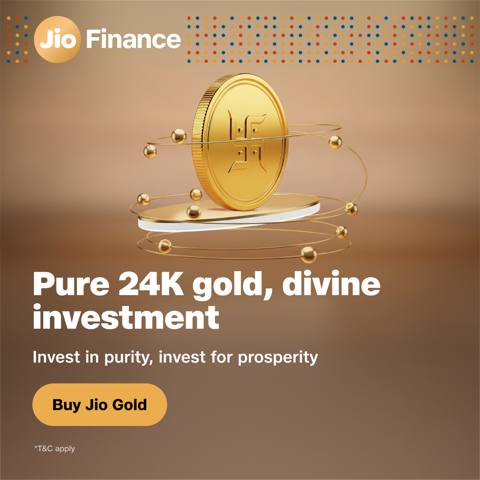 Jio Finance
Pure 24K gold, divine
investment
Invest in purity, invest for prosperity
Buy Jio Gold
*T&C apply